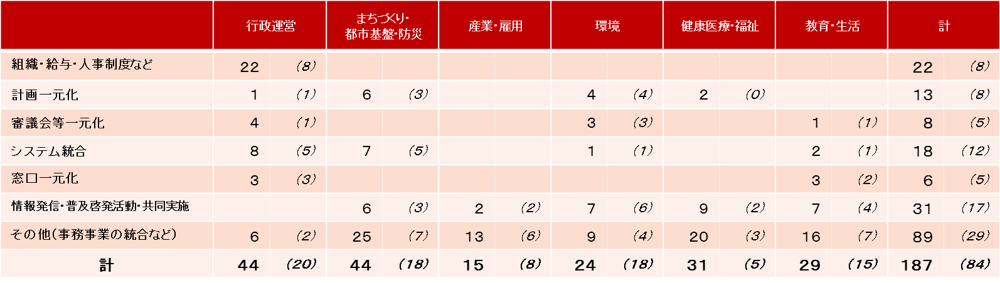 行政運営 まちづくり・都市基盤・防災 産業・雇用 環境 健康医療・福祉 教育・生活 計
組織・給与・人事制度など 22 (8) 22 (8)
計画一元化 1 (1) 6 (3) 4 (4) 2 (0) 13 (8)
審議会等一元化 4 (1) 3 (3) 1 (1) 8 (5)
システム統合 8 (5) 7 (5) 1 (1) 2 (1) 18 (12)
窓口一元化 3 (3) 3 (2) 6 (5)
情報発信・普及啓発活動・共同実施 6 (3) 2 (2) 7 (6) 9 (2) 7 (4) 31 (17)
その他(事務事業の統合など) 6 (2) 25 (7) 13 (6) 9 (4) 20 (3) 16 (7) 89 (29)
計 44 (20) 44 (18) 15 (8) 24 (18) 31 (5) 29 (15) 187 (84)